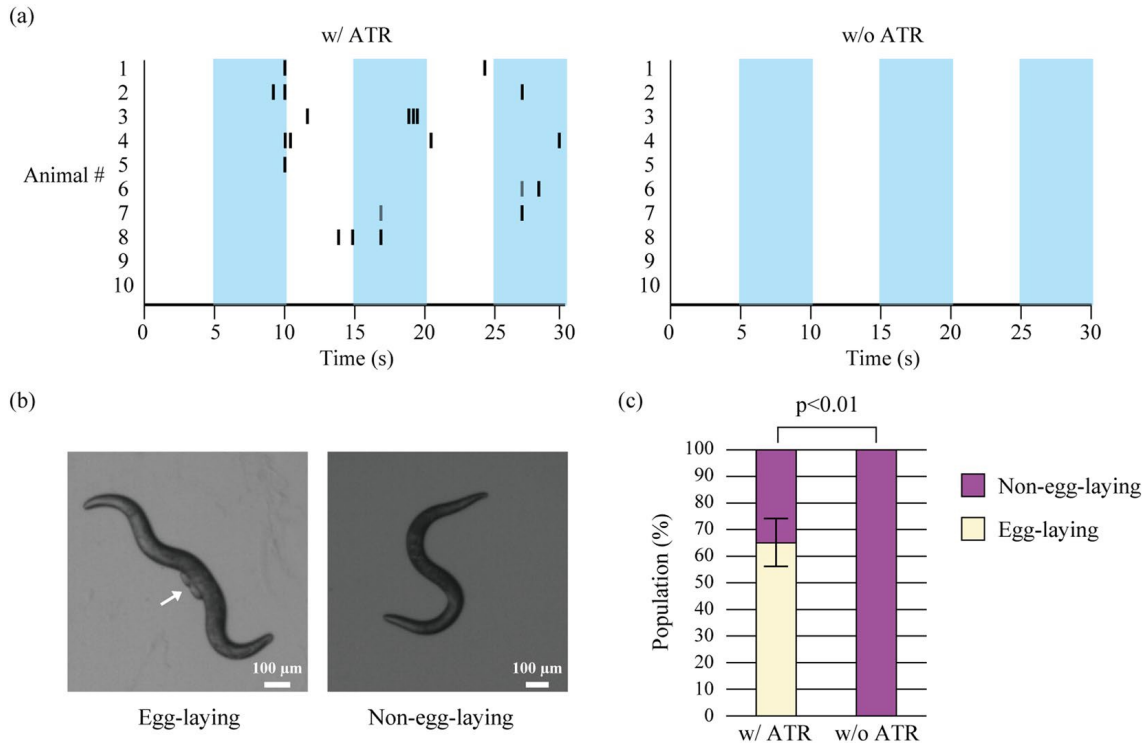 (a)
w/ ATR
w/o ATR
Animal #
1
2
3
4
5
6
7
8
9
10
0 5 10 15 20 25 30
Time (s)
1
2
3
4
5
6
7
8
9
10
0 5 10 15 20 25 30
Time (s)
(b)
100 µm
Egg-laying
100 µm
Non-egg-laying
(c)
p<0.01
Population (%)
100
90
80
70
60
50
40
30
20
10
0
w/ ATR w/o ATR
Non-egg-laying
Egg-laying